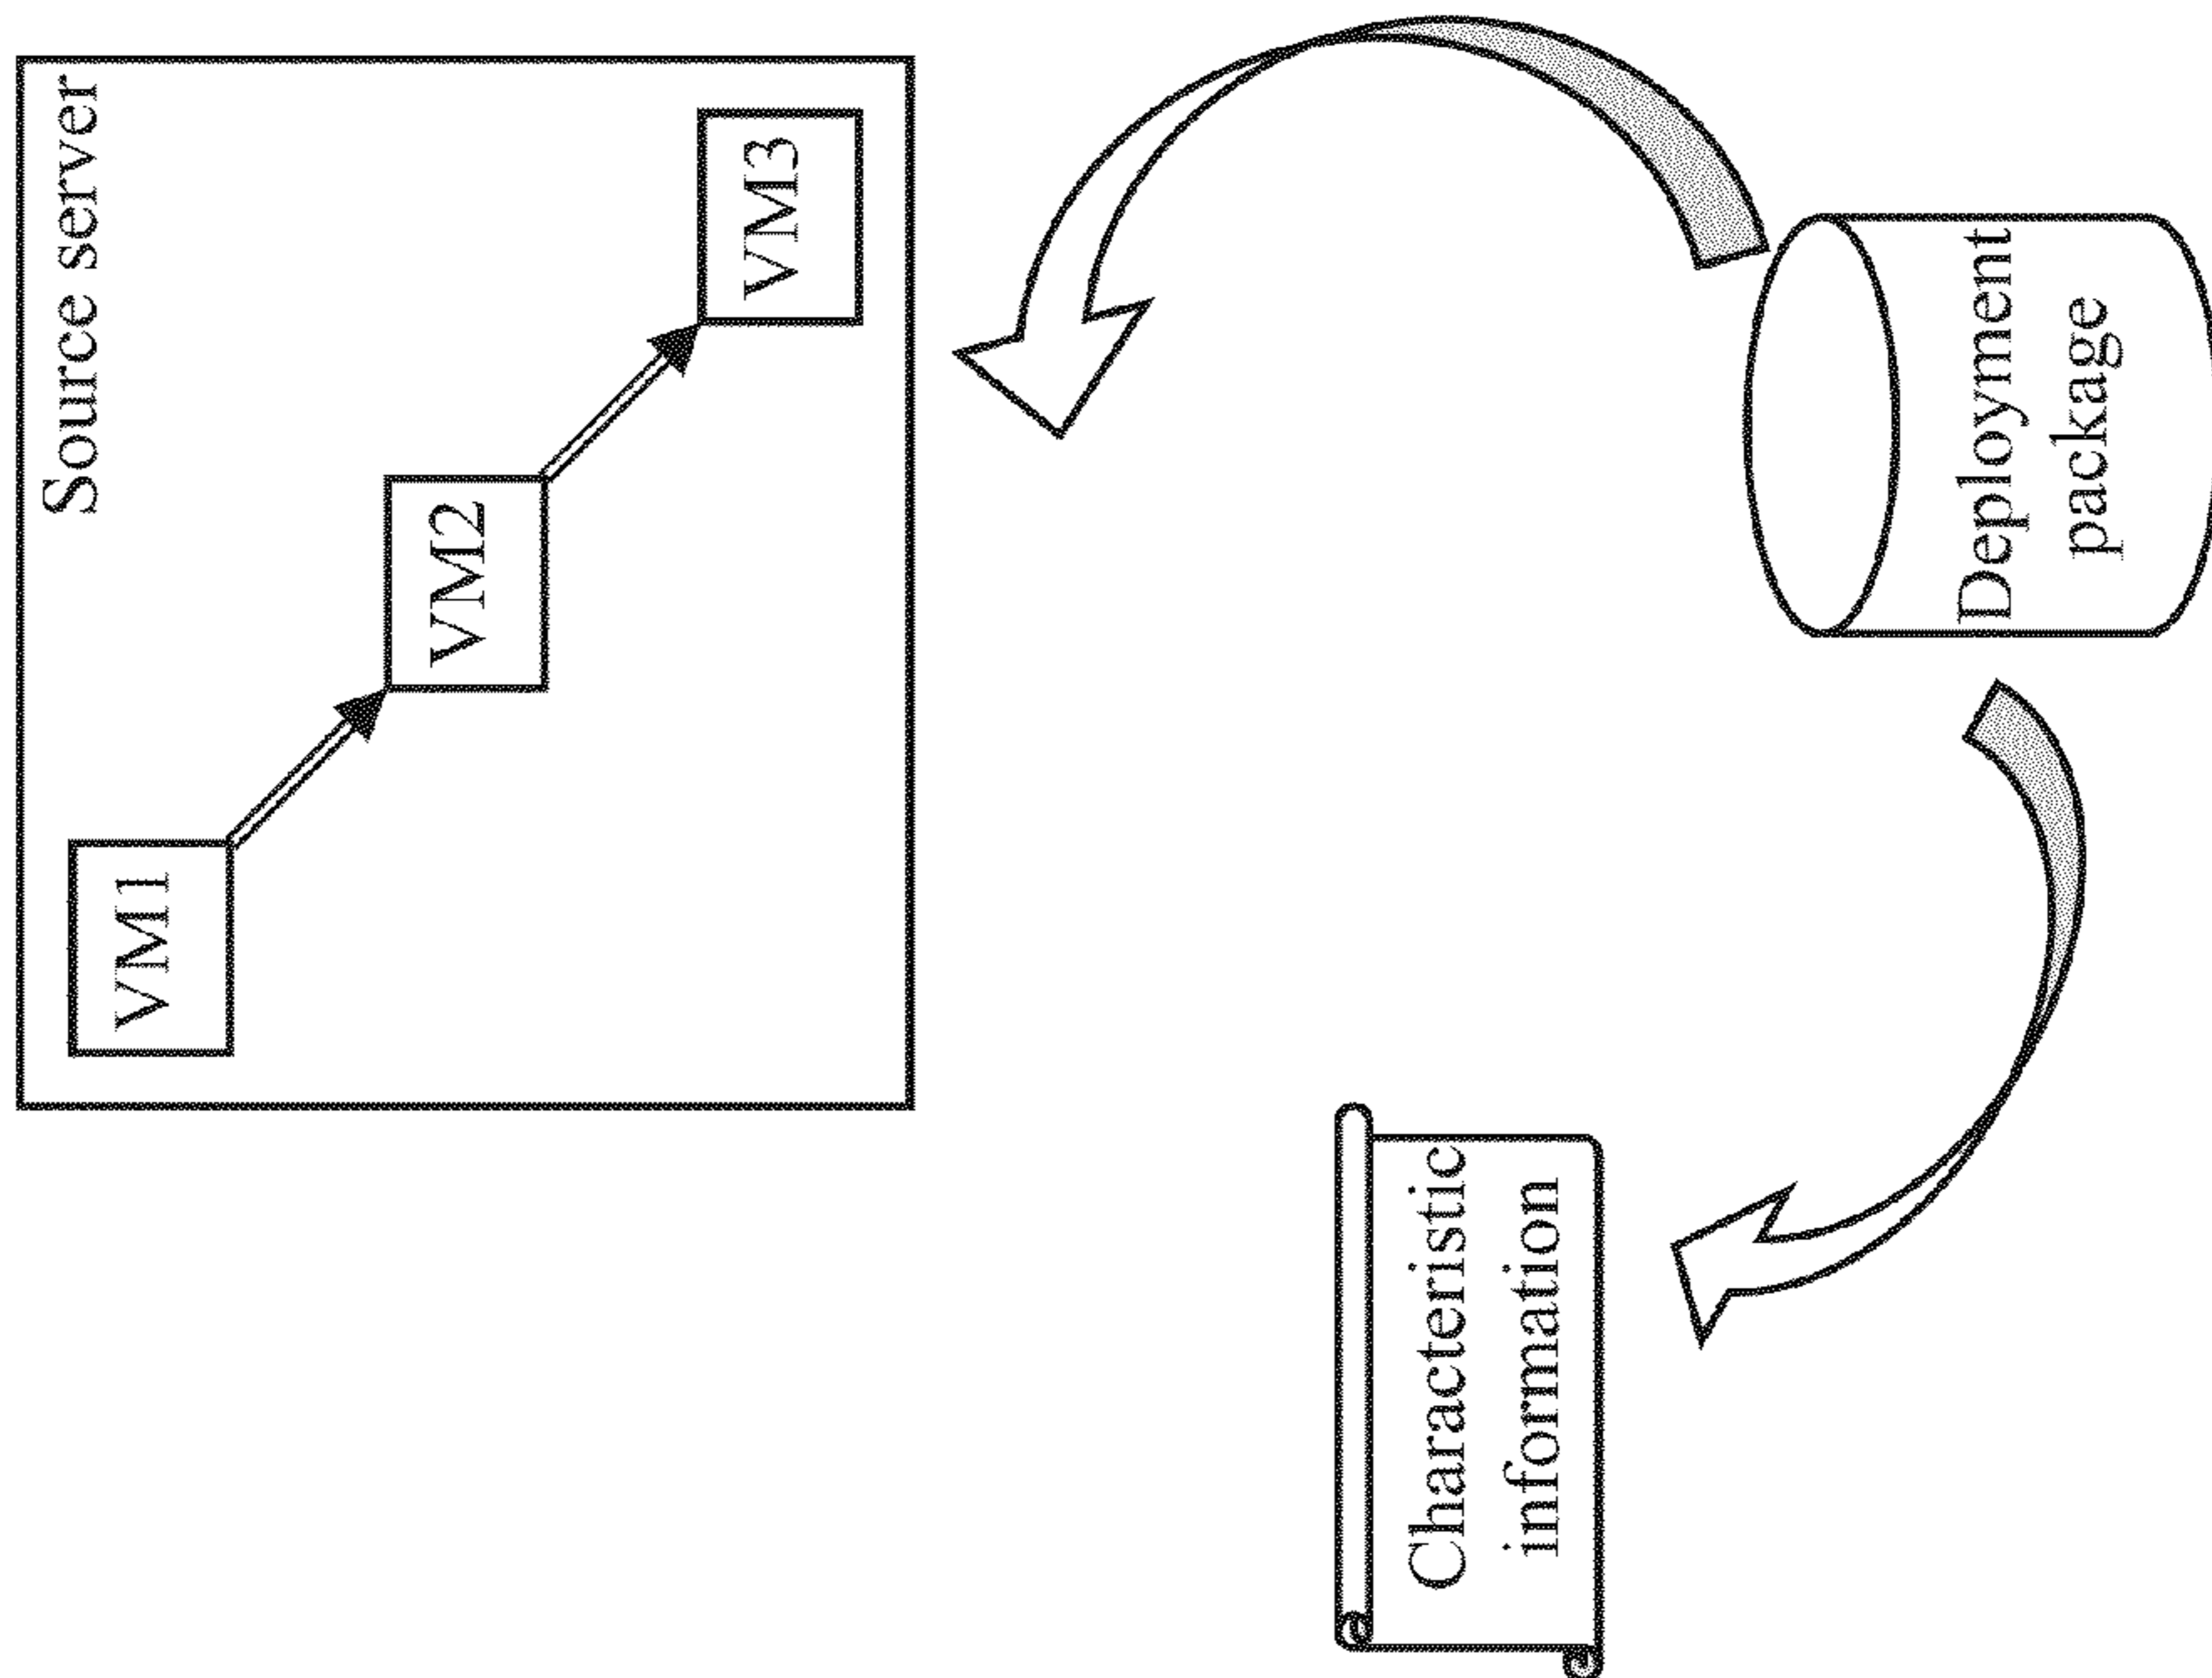 Source server
VM1
VM2
VM3
Characteristic
information
Deployment
package